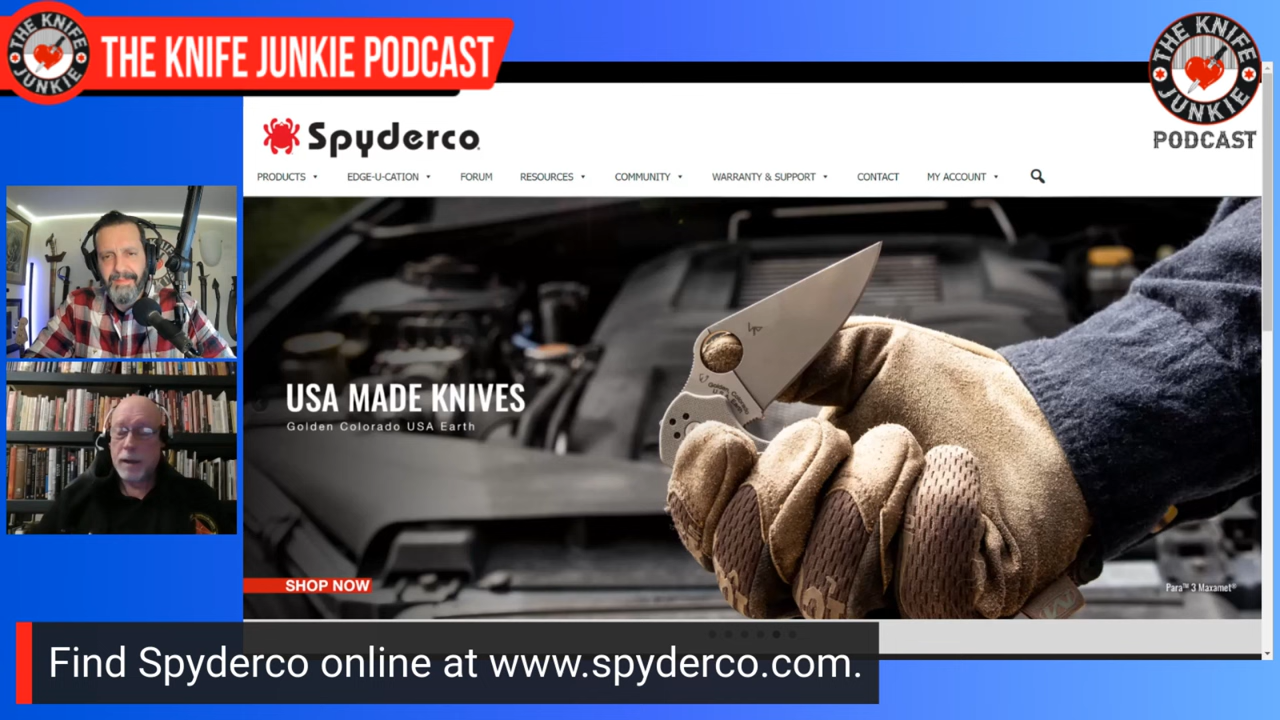 THE KNIFE JUNKIE
THE KNIFE JUNKIE PODCAST
THE KNIFE JUNKIE
PODCAST
Spyderco
PRODUCTS EDGE-U-CATION FORUM RESOURCES COMMUNITY WARRANTY & SUPPORT CONTACT MY ACCOUNT
USA MADE KNIVES
Golden Colorado USA Earth
SHOP NOW
Para™ 3 Maxamet®
Find Spyderco online at www.spyderco.com.